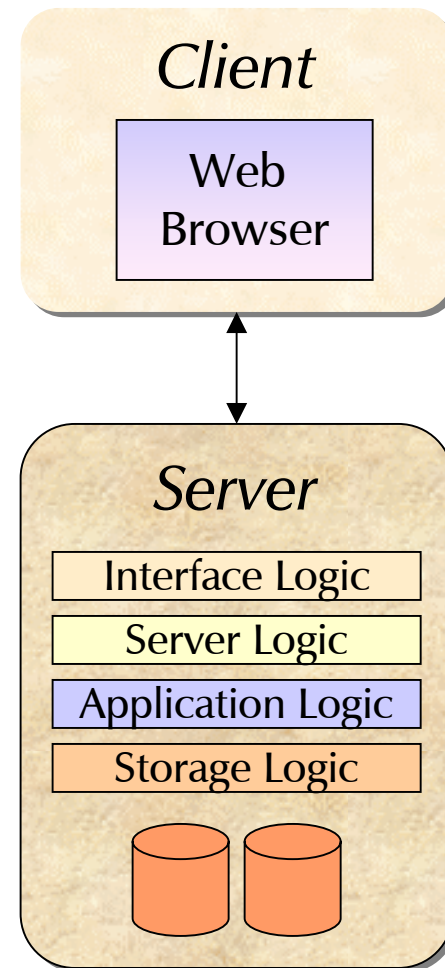 Client
Web
Browser
Server
Interface Logic
Server Logic
Application Logic
Storage Logic